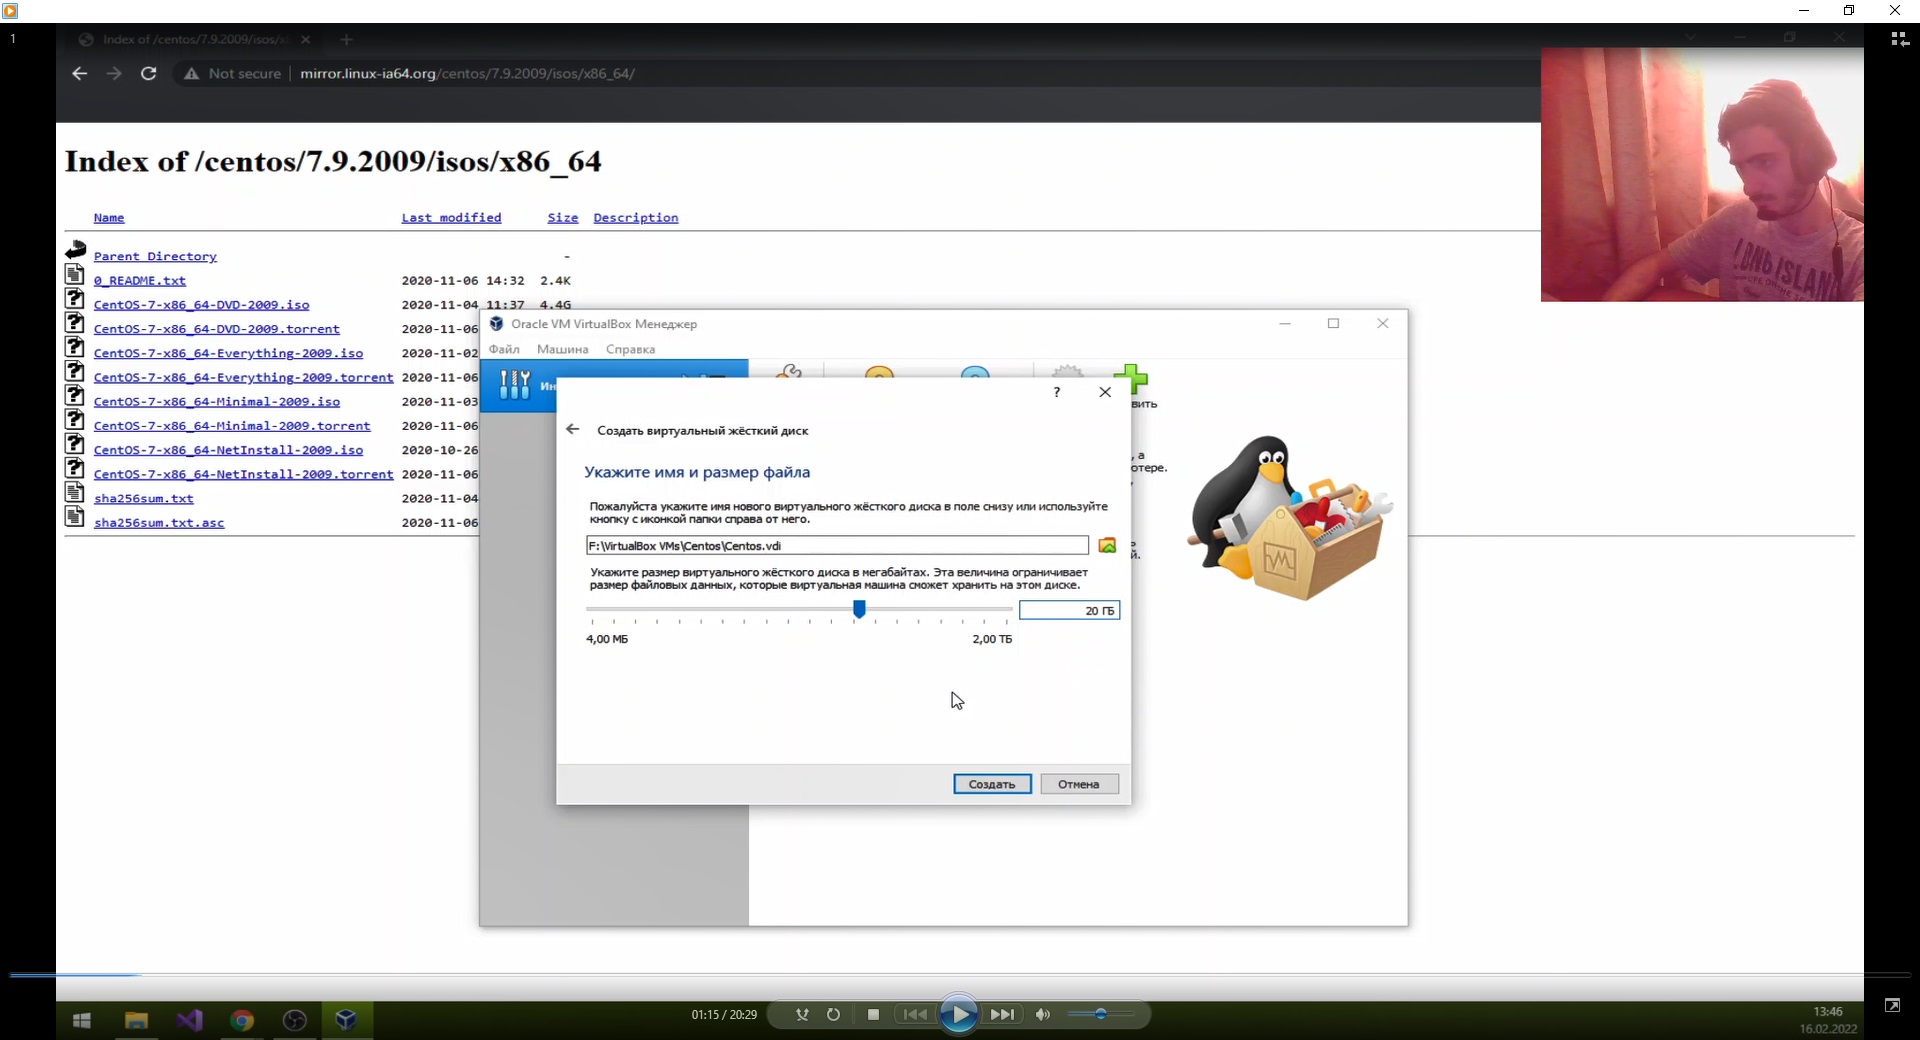 1
Index of /centos/7.9.2009/isos/x8
Not secure | mirror.linux-ia64.org/centos/7.9.2009/isos/x86_64/
Index of /centos/7.9.2009/isos/x86_64
Name Last modified Size Description
Parent Directory -
0_README.txt 2020-11-06 14:32 2.4K
CentOS-7-x86_64-DVD-2009.iso 2020-11-04 11:37 4.4G
CentOS-7-x86_64-DVD-2009.torrent 2020-11-06
CentOS-7-x86_64-Everything-2009.iso 2020-11-02
CentOS-7-x86_64-Everything-2009.torrent 2020-11-06
CentOS-7-x86_64-Minimal-2009.iso 2020-11-03
CentOS-7-x86_64-Minimal-2009.torrent 2020-11-06
CentOS-7-x86_64-NetInstall-2009.iso 2020-10-26
CentOS-7-x86_64-NetInstall-2009.torrent 2020-11-06
sha256sum.txt 2020-11-04
sha256sum.txt.asc 2020-11-06
Oracle VM VirtualBox Менеджер
Файл Машина Справка
Ин
вить
, а
отере.
й.
Создать виртуальный жёсткий диск
Укажите имя и размер файла
Пожалуйста укажите имя нового виртуального жёсткого диска в поле снизу или используйте
кнопку с иконкой папки справа от него.
F:\VirtualBox VMs\Centos\Centos.vdi
Укажите размер виртуального жёсткого диска в мегабайтах. Эта величина ограничивает
размер файловых данных, которые виртуальная машина сможет хранить на этом диске.
20 ГБ
4,00 МБ 2,00 ТБ
Создать Отмена
LONG ISLAND
01:15 / 20:29
13:46
16.02.2022